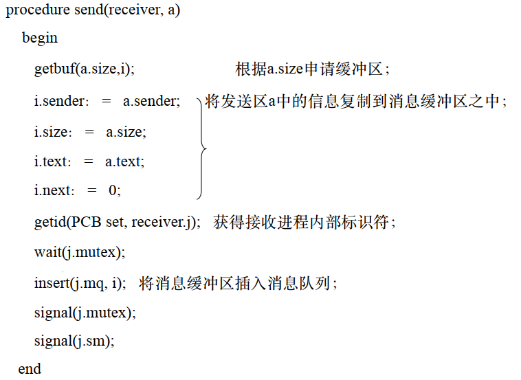 procedure send(receiver, a)
begin
getbuf(a.size,i); 根据a.size申请缓冲区；
i.sender： = a.sender; 将发送区a中的信息复制到消息缓冲区之中；
i.size： = a.size;
i.text： = a.text;
i.next： = 0;
getid(PCB set, receiver.j); 获得接收进程内部标识符；
wait(j.mutex);
insert(j.mq, i); 将消息缓冲区插入消息队列；
signal(j.mutex);
signal(j.sm);
end